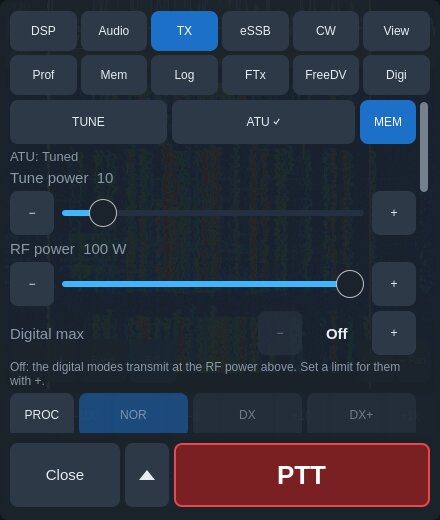 DSP Audio TX eSSB CW View
Prof Mem Log FTx FreeDV Digi
TUNE ATU ✓ MEM
ATU: Tuned
Tune power 10
− +
RF power 100 W
− +
Digital max − Off +
Off: the digital modes transmit at the RF power above. Set a limit for them
with +.
PROC NOR DX DX+
Close PTT